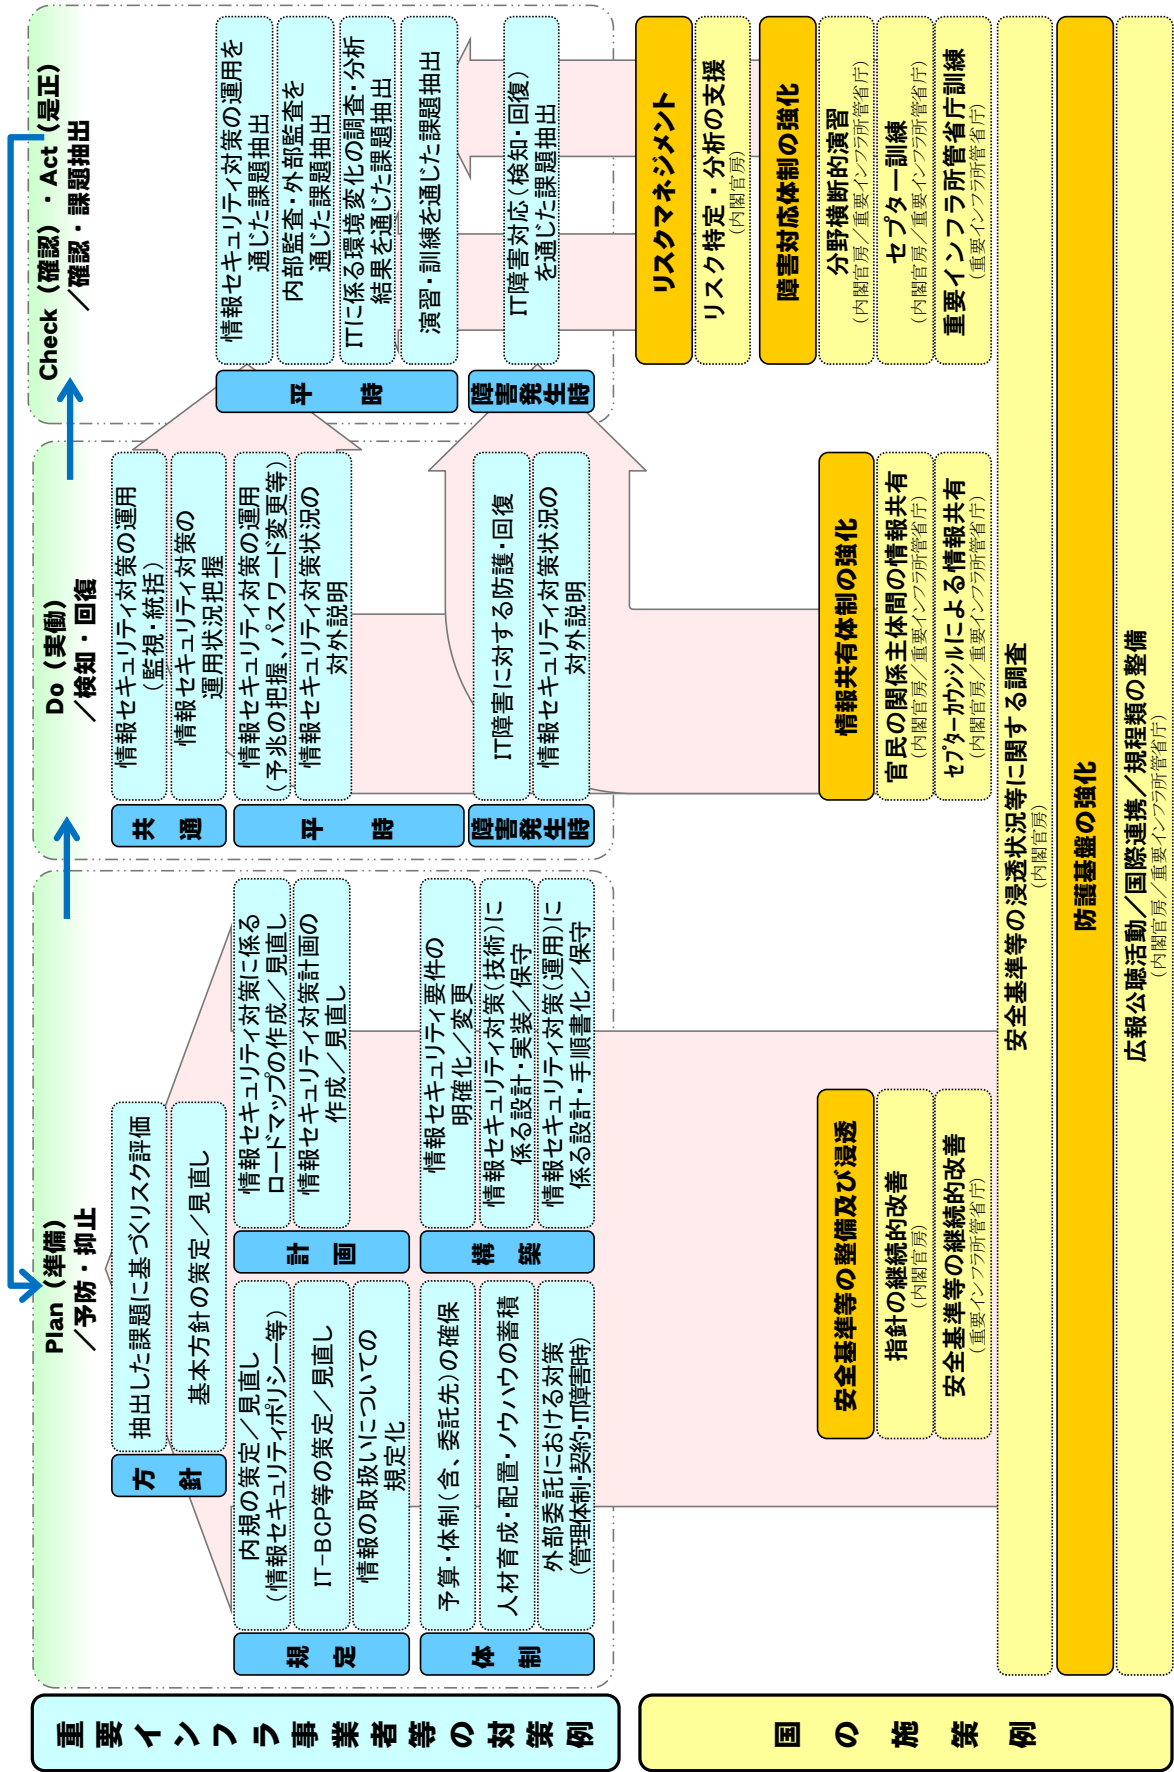 重要インフラ事業者等の対策例
Plan（準備）
／予防・抑止
方針
抽出した課題に基づくリスク評価
基本方針の策定／見直し
規定
内規の策定／見直し
（情報セキュリティポリシー等）
IT-BCP等の策定／見直し
情報の取扱いについての
規定化
計画
情報セキュリティ対策に係る
ロードマップの作成／見直し
情報セキュリティ対策計画の
作成／見直し
体制
予算・体制（含、委託先）の確保
人材育成・配置・ノウハウの蓄積
外部委託における対策
（管理体制・契約・IT障害時）
構築
情報セキュリティ要件の
明確化／変更
情報セキュリティ対策（技術）に
係る設計・実装／保守
情報セキュリティ対策（運用）に
係る設計・手順書化／保守
Do（実働）
／検知・回復
共通
情報セキュリティ対策の運用
（監視・統括）
情報セキュリティ対策の
運用状況把握
平時
情報セキュリティ対策の運用
（予兆の把握、パスワード変更等）
情報セキュリティ対策状況の
対外説明
障害発生時
IT障害に対する防護・回復
情報セキュリティ対策状況の
対外説明
Check（確認）・Act（是正）
／確認・課題抽出
平時
情報セキュリティ対策の運用を
通じた課題抽出
内部監査・外部監査を
通じた課題抽出
ITに係る環境変化の調査・分析
結果を通じた課題抽出
演習・訓練を通じた課題抽出
障害発生時
IT障害対応（検知・回復）
を通じた課題抽出
国の施策例
安全基準等の整備及び浸透
指針の継続的改善
（内閣官房）
安全基準等の継続的改善
（重要インフラ所管省庁）
情報共有体制の強化
官民の関係主体間の情報共有
（内閣官房／重要インフラ所管省庁）
セプターカウンシルによる情報共有
（内閣官房／重要インフラ所管省庁）
リスクマネジメント
リスク特定・分析の支援
（内閣官房）
障害対応体制の強化
分野横断的演習
（内閣官房／重要インフラ所管省庁）
セプター訓練
（内閣官房／重要インフラ所管省庁）
重要インフラ所管省庁訓練
（重要インフラ所管省庁）
安全基準等の浸透状況等に関する調査
（内閣官房）
防護基盤の強化
広報公聴活動／国際連携／規程類の整備
（内閣官房／重要インフラ所管省庁）